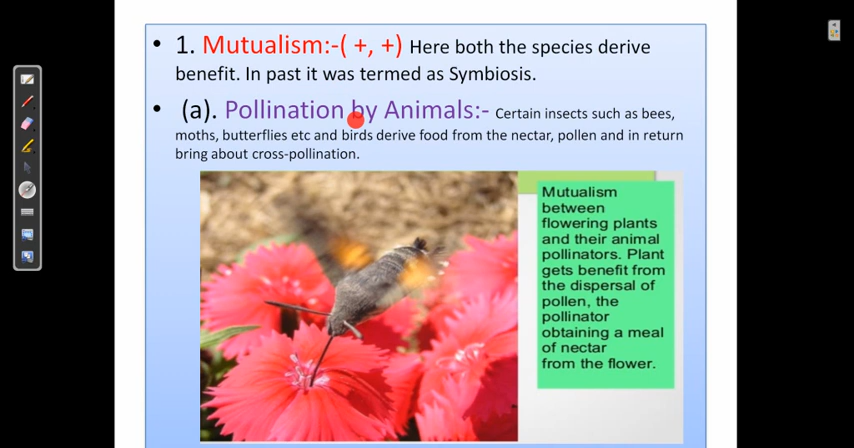 • 1. Mutualism:-( +, +) Here both the species derive
benefit. In past it was termed as Symbiosis.
• (a). Pollination by Animals:- Certain insects such as bees,
moths, butterflies etc and birds derive food from the nectar, pollen and in return
bring about cross-pollination.
Mutualism
between
flowering plants
and their animal
pollinators. Plant
gets benefit from
the dispersal of
pollen, the
pollinator
obtaining a meal
of nectar
from the flower.